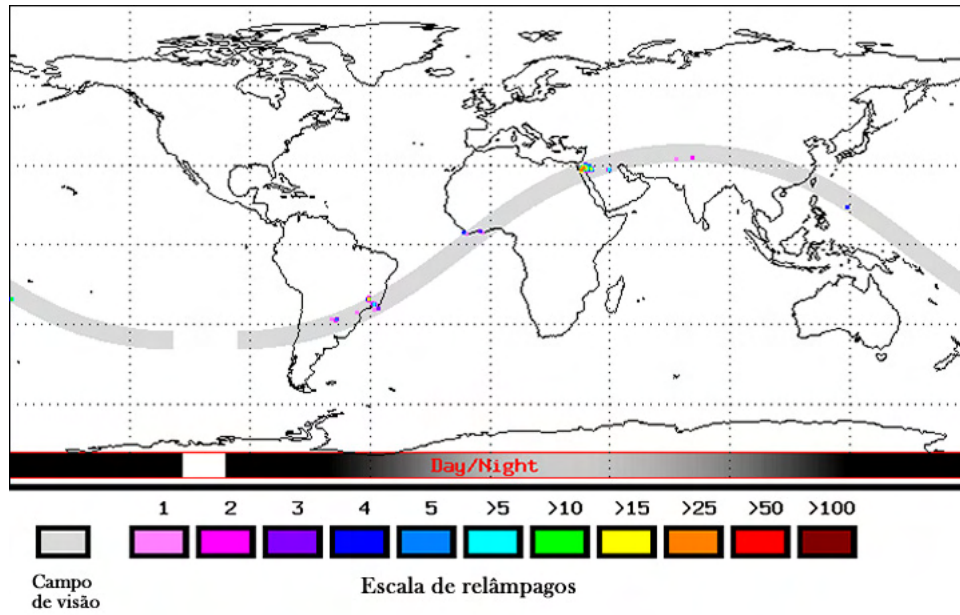 Day/Night
1 2 3 4 5 >5 >10 >15 >25 >50 >100
Campo
de visão
Escala de relâmpagos